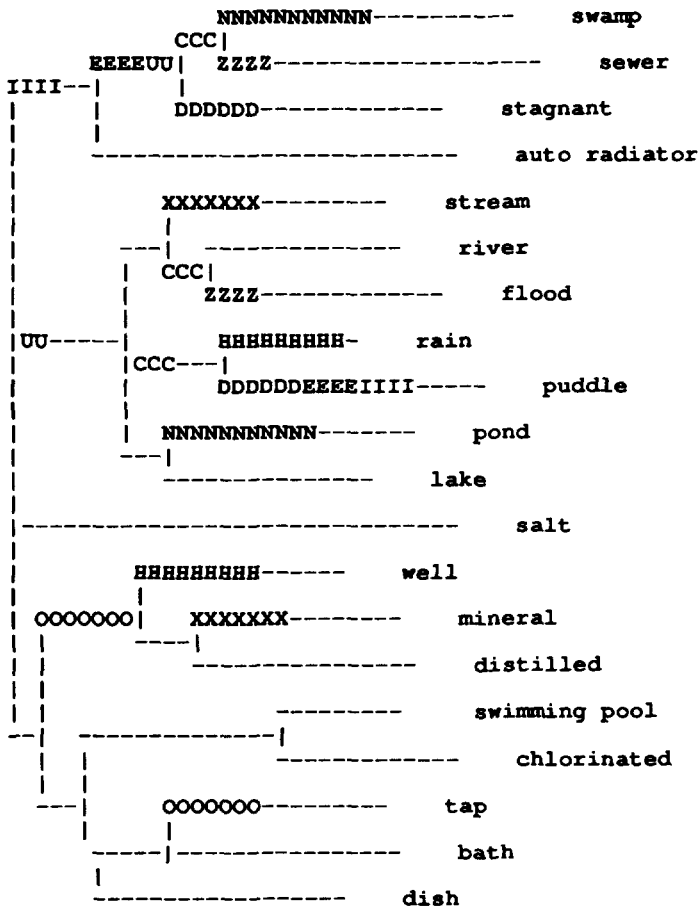 NNNNNNNNNNN---------- swamp
CCC|
EEEEUU| ZZZZ------------------- sewer
IIII--|
DDDDDD---------- stagnant
-------------------------- auto radiator
XXXXXXX--------- stream
-------------- river
CCC|
ZZZZ------------- flood
UU----- HHHHHHHHH- rain
CCC---|
DDDDDDEEEEIIII----- puddle
NNNNNNNNNNN------- pond
--------------- lake
------------------------------- salt
HHHHHHHHH------ well
OOOOOOO| XXXXXXX-------- mineral
---------------- distilled
--------- swimming pool
------------- chlorinated
OOOOOOO--------- tap
---------------- bath
------------------ dish